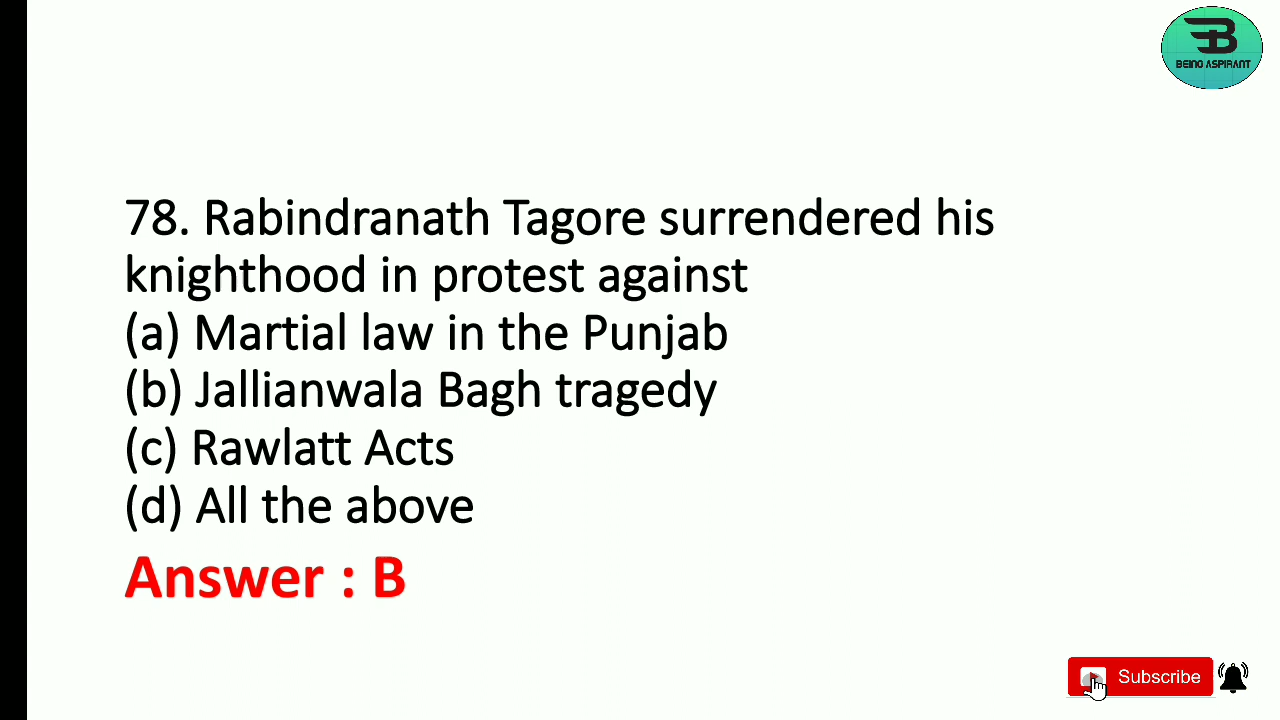 BEING ASPIRANT
78. Rabindranath Tagore surrendered his
knighthood in protest against
(a) Martial law in the Punjab
(b) Jallianwala Bagh tragedy
(c) Rawlatt Acts
(d) All the above
Answer : B
Subscribe